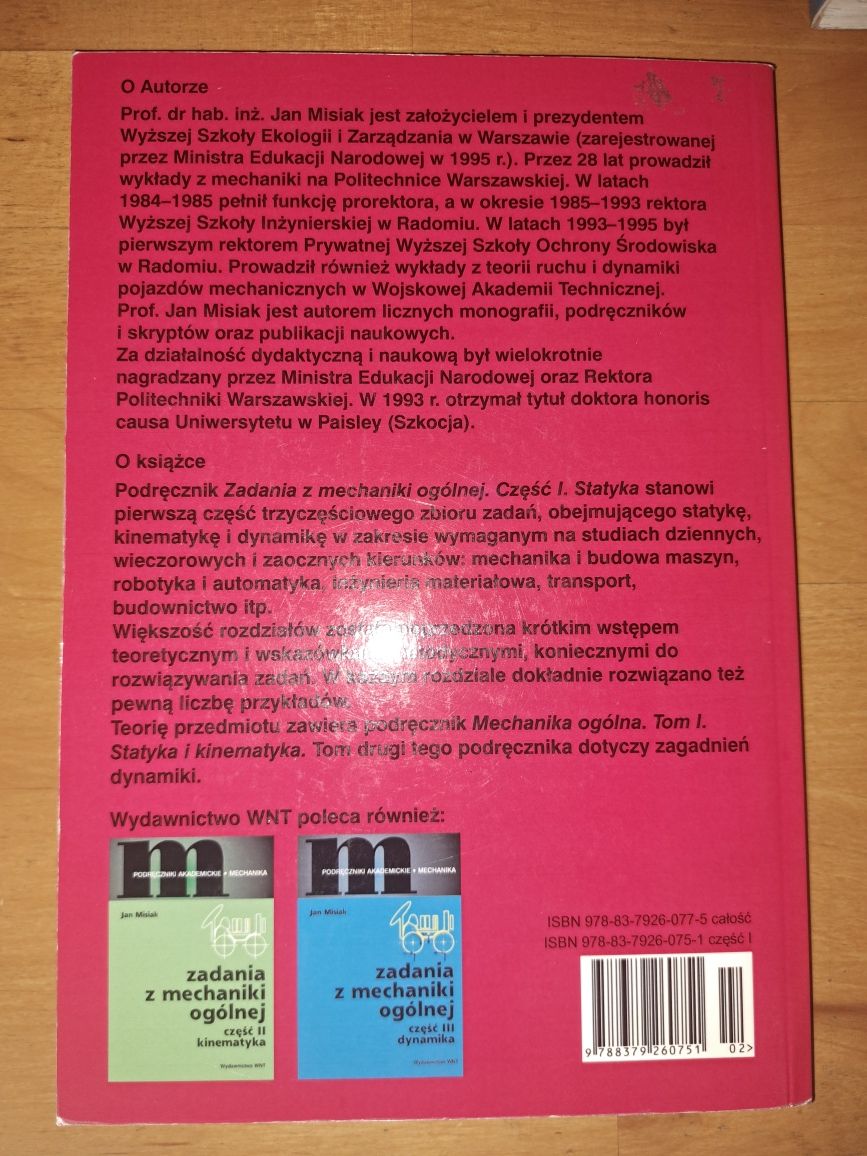 O Autorze
Prof. dr hab. inż. Jan Misiak jest założycielem i prezydentem
Wyższej Szkoły Ekologii i Zarządzania w Warszawie (zarejestrowanej
przez Ministra Edukacji Narodowej w 1995 r.). Przez 28 lat prowadził
wykłady z mechaniki na Politechnice Warszawskiej. W latach
1984–1985 pełnił funkcję prorektora, a w okresie 1985–1993 rektora
Wyższej Szkoły Inżynierskiej w Radomiu. W latach 1993–1995 był
pierwszym rektorem Prywatnej Wyższej Szkoły Ochrony Środowiska
w Radomiu. Prowadził również wykłady z teorii ruchu i dynamiki
pojazdów mechanicznych w Wojskowej Akademii Technicznej.
Prof. Jan Misiak jest autorem licznych monografii, podręczników
i skryptów oraz publikacji naukowych.
Za działalność dydaktyczną i naukową był wielokrotnie
nagradzany przez Ministra Edukacji Narodowej oraz Rektora
Politechniki Warszawskiej. W 1993 r. otrzymał tytuł doktora honoris
causa Uniwersytetu w Paisley (Szkocja).
O książce
Podręcznik Zadania z mechaniki ogólnej. Część I. Statyka stanowi
pierwszą część trzyczęściowego zbioru zadań, obejmującego statykę,
kinematykę i dynamikę w zakresie wymaganym na studiach dziennych,
wieczorowych i zaocznych kierunków: mechanika i budowa maszyn,
robotyka i automatyka, inżynieria materiałowa, transport,
budownictwo itp.
Większość rozdziałów została poprzedzona krótkim wstępem
teoretycznym i wskazówkami metodycznymi, koniecznymi do
rozwiązywania zadań. W każdym rozdziale dokładnie rozwiązano też
pewną liczbę przykładów.
Teorię przedmiotu zawiera podręcznik Mechanika ogólna. Tom I.
Statyka i kinematyka. Tom drugi tego podręcznika dotyczy zagadnień
dynamiki.
Wydawnictwo WNT poleca również:
m
PODRĘCZNIKI AKADEMICKIE • MECHANIKA
Jan Misiak
zadania
z mechaniki
ogólnej
część II
kinematyka
Wydawnictwo WNT
m
PODRĘCZNIKI AKADEMICKIE • MECHANIKA
Jan Misiak
zadania
z mechaniki
ogólnej
część III
dynamika
Wydawnictwo WNT
ISBN 978-83-7926-077-5 całość
ISBN 978-83-7926-075-1 część I
9 788379 260751 02>